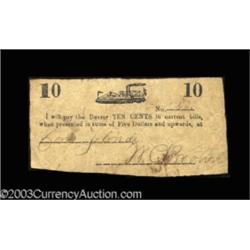 10 10
No.
I will pay the Bearer TEN CENTS in current bills,
when presented in sums of Five Dollars and upwards, at
©2003CurrencyAuction.com